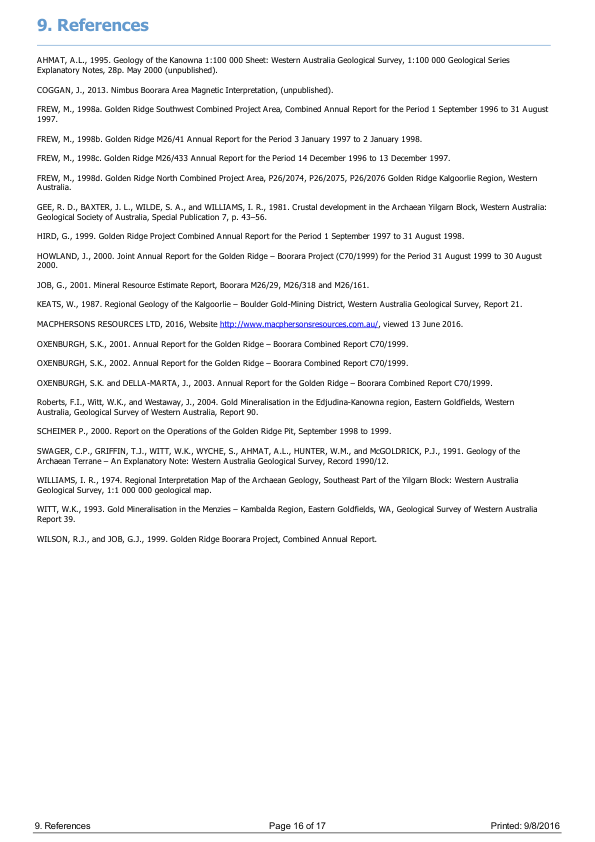 9. References
AHMAT, A.L., 1995. Geology of the Kanowna 1:100 000 Sheet: Western Australia Geological Survey, 1:100 000 Geological Series
Explanatory Notes, 28p. May 2000 (unpublished).
COGGAN, J., 2013. Nimbus Boorara Area Magnetic Interpretation, (unpublished).
FREW, M., 1998a. Golden Ridge Southwest Combined Project Area, Combined Annual Report for the Period 1 September 1996 to 31 August
1997.
FREW, M., 1998b. Golden Ridge M26/41 Annual Report for the Period 3 January 1997 to 2 January 1998.
FREW, M., 1998c. Golden Ridge M26/433 Annual Report for the Period 14 December 1996 to 13 December 1997.
FREW, M., 1998d. Golden Ridge North Combined Project Area, P26/2074, P26/2075, P26/2076 Golden Ridge Kalgoorlie Region, Western
Australia.
GEE, R. D., BAXTER, J. L., WILDE, S. A., and WILLIAMS, I. R., 1981. Crustal development in the Archaean Yilgarn Block, Western Australia:
Geological Society of Australia, Special Publication 7, p. 43–56.
HIRD, G., 1999. Golden Ridge Project Combined Annual Report for the Period 1 September 1997 to 31 August 1998.
HOWLAND, J., 2000. Joint Annual Report for the Golden Ridge – Boorara Project (C70/1999) for the Period 31 August 1999 to 30 August
2000.
JOB, G., 2001. Mineral Resource Estimate Report, Boorara M26/29, M26/318 and M26/161.
KEATS, W., 1987. Regional Geology of the Kalgoorlie – Boulder Gold-Mining District, Western Australia Geological Survey, Report 21.
MACPHERSONS RESOURCES LTD, 2016, Website http://www.macphersonsresources.com.au/, viewed 13 June 2016.
OXENBURGH, S.K., 2001. Annual Report for the Golden Ridge – Boorara Combined Report C70/1999.
OXENBURGH, S.K., 2002. Annual Report for the Golden Ridge – Boorara Combined Report C70/1999.
OXENBURGH, S.K. and DELLA-MARTA, J., 2003. Annual Report for the Golden Ridge – Boorara Combined Report C70/1999.
Roberts, F.I., Witt, W.K., and Westaway, J., 2004. Gold Mineralisation in the Edjudina-Kanowna region, Eastern Goldfields, Western
Australia, Geological Survey of Western Australia, Report 90.
SCHEIMER P., 2000. Report on the Operations of the Golden Ridge Pit, September 1998 to 1999.
SWAGER, C.P., GRIFFIN, T.J., WITT, W.K., WYCHE, S., AHMAT, A.L., HUNTER, W.M., and McGOLDRICK, P.J., 1991. Geology of the
Archaean Terrane – An Explanatory Note: Western Australia Geological Survey, Record 1990/12.
WILLIAMS, I. R., 1974. Regional Interpretation Map of the Archaean Geology, Southeast Part of the Yilgarn Block: Western Australia
Geological Survey, 1:1 000 000 geological map.
WITT, W.K., 1993. Gold Mineralisation in the Menzies – Kambalda Region, Eastern Goldfields, WA, Geological Survey of Western Australia
Report 39.
WILSON, R.J., and JOB, G.J., 1999. Golden Ridge Boorara Project, Combined Annual Report.
9. References Page 16 of 17 Printed: 9/8/2016